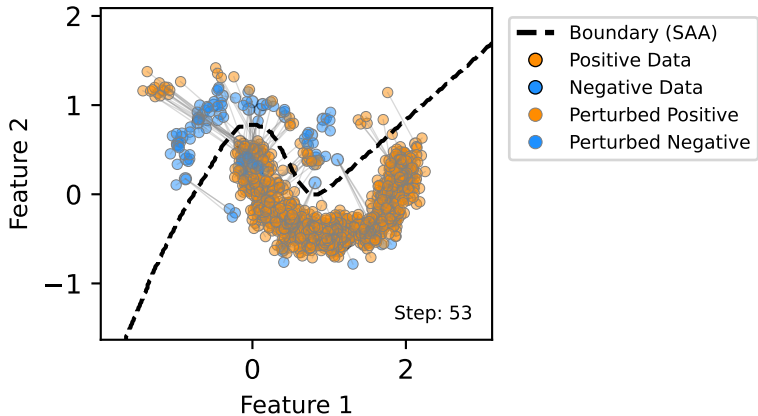 2
1
0
−1
0
2
Feature 2
Feature 1
Step: 53
Boundary (SAA)
Positive Data
Negative Data
Perturbed Positive
Perturbed Negative